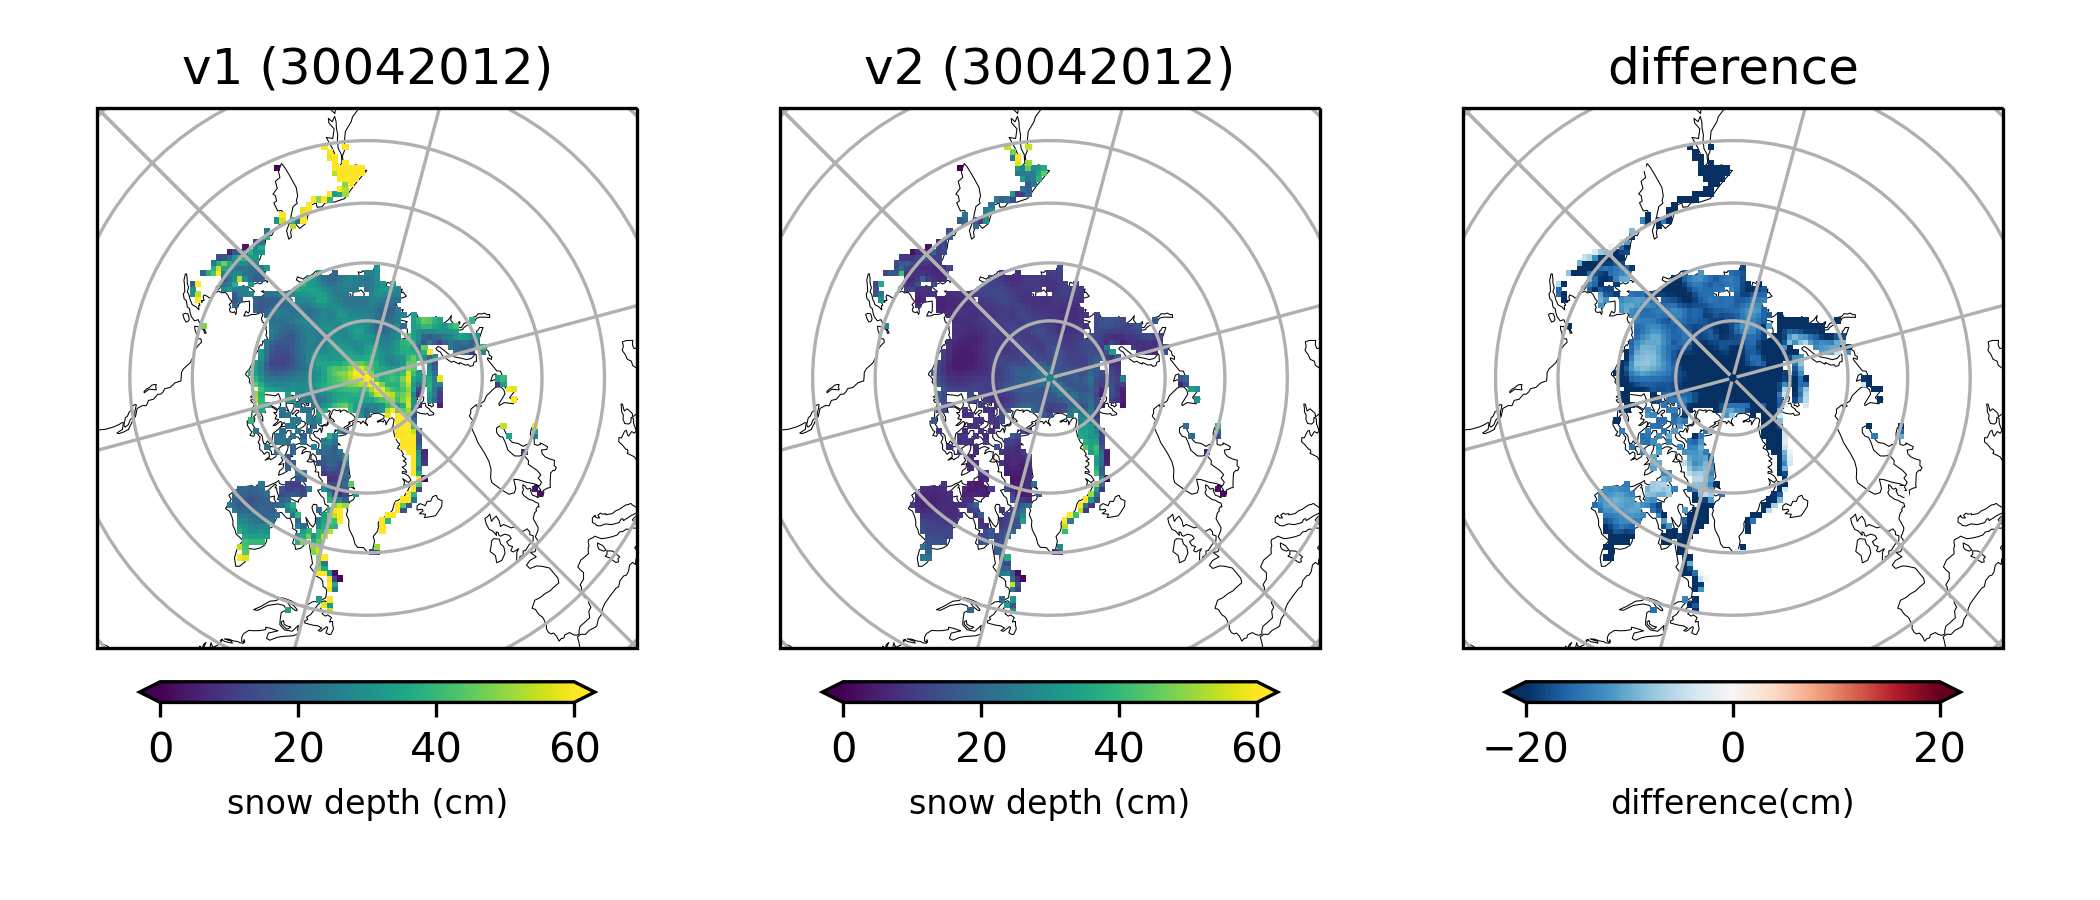 v1 (30042012)
v2 (30042012)
difference
0 20 40 60
snow depth (cm)
0 20 40 60
snow depth (cm)
−20 0 20
difference(cm)